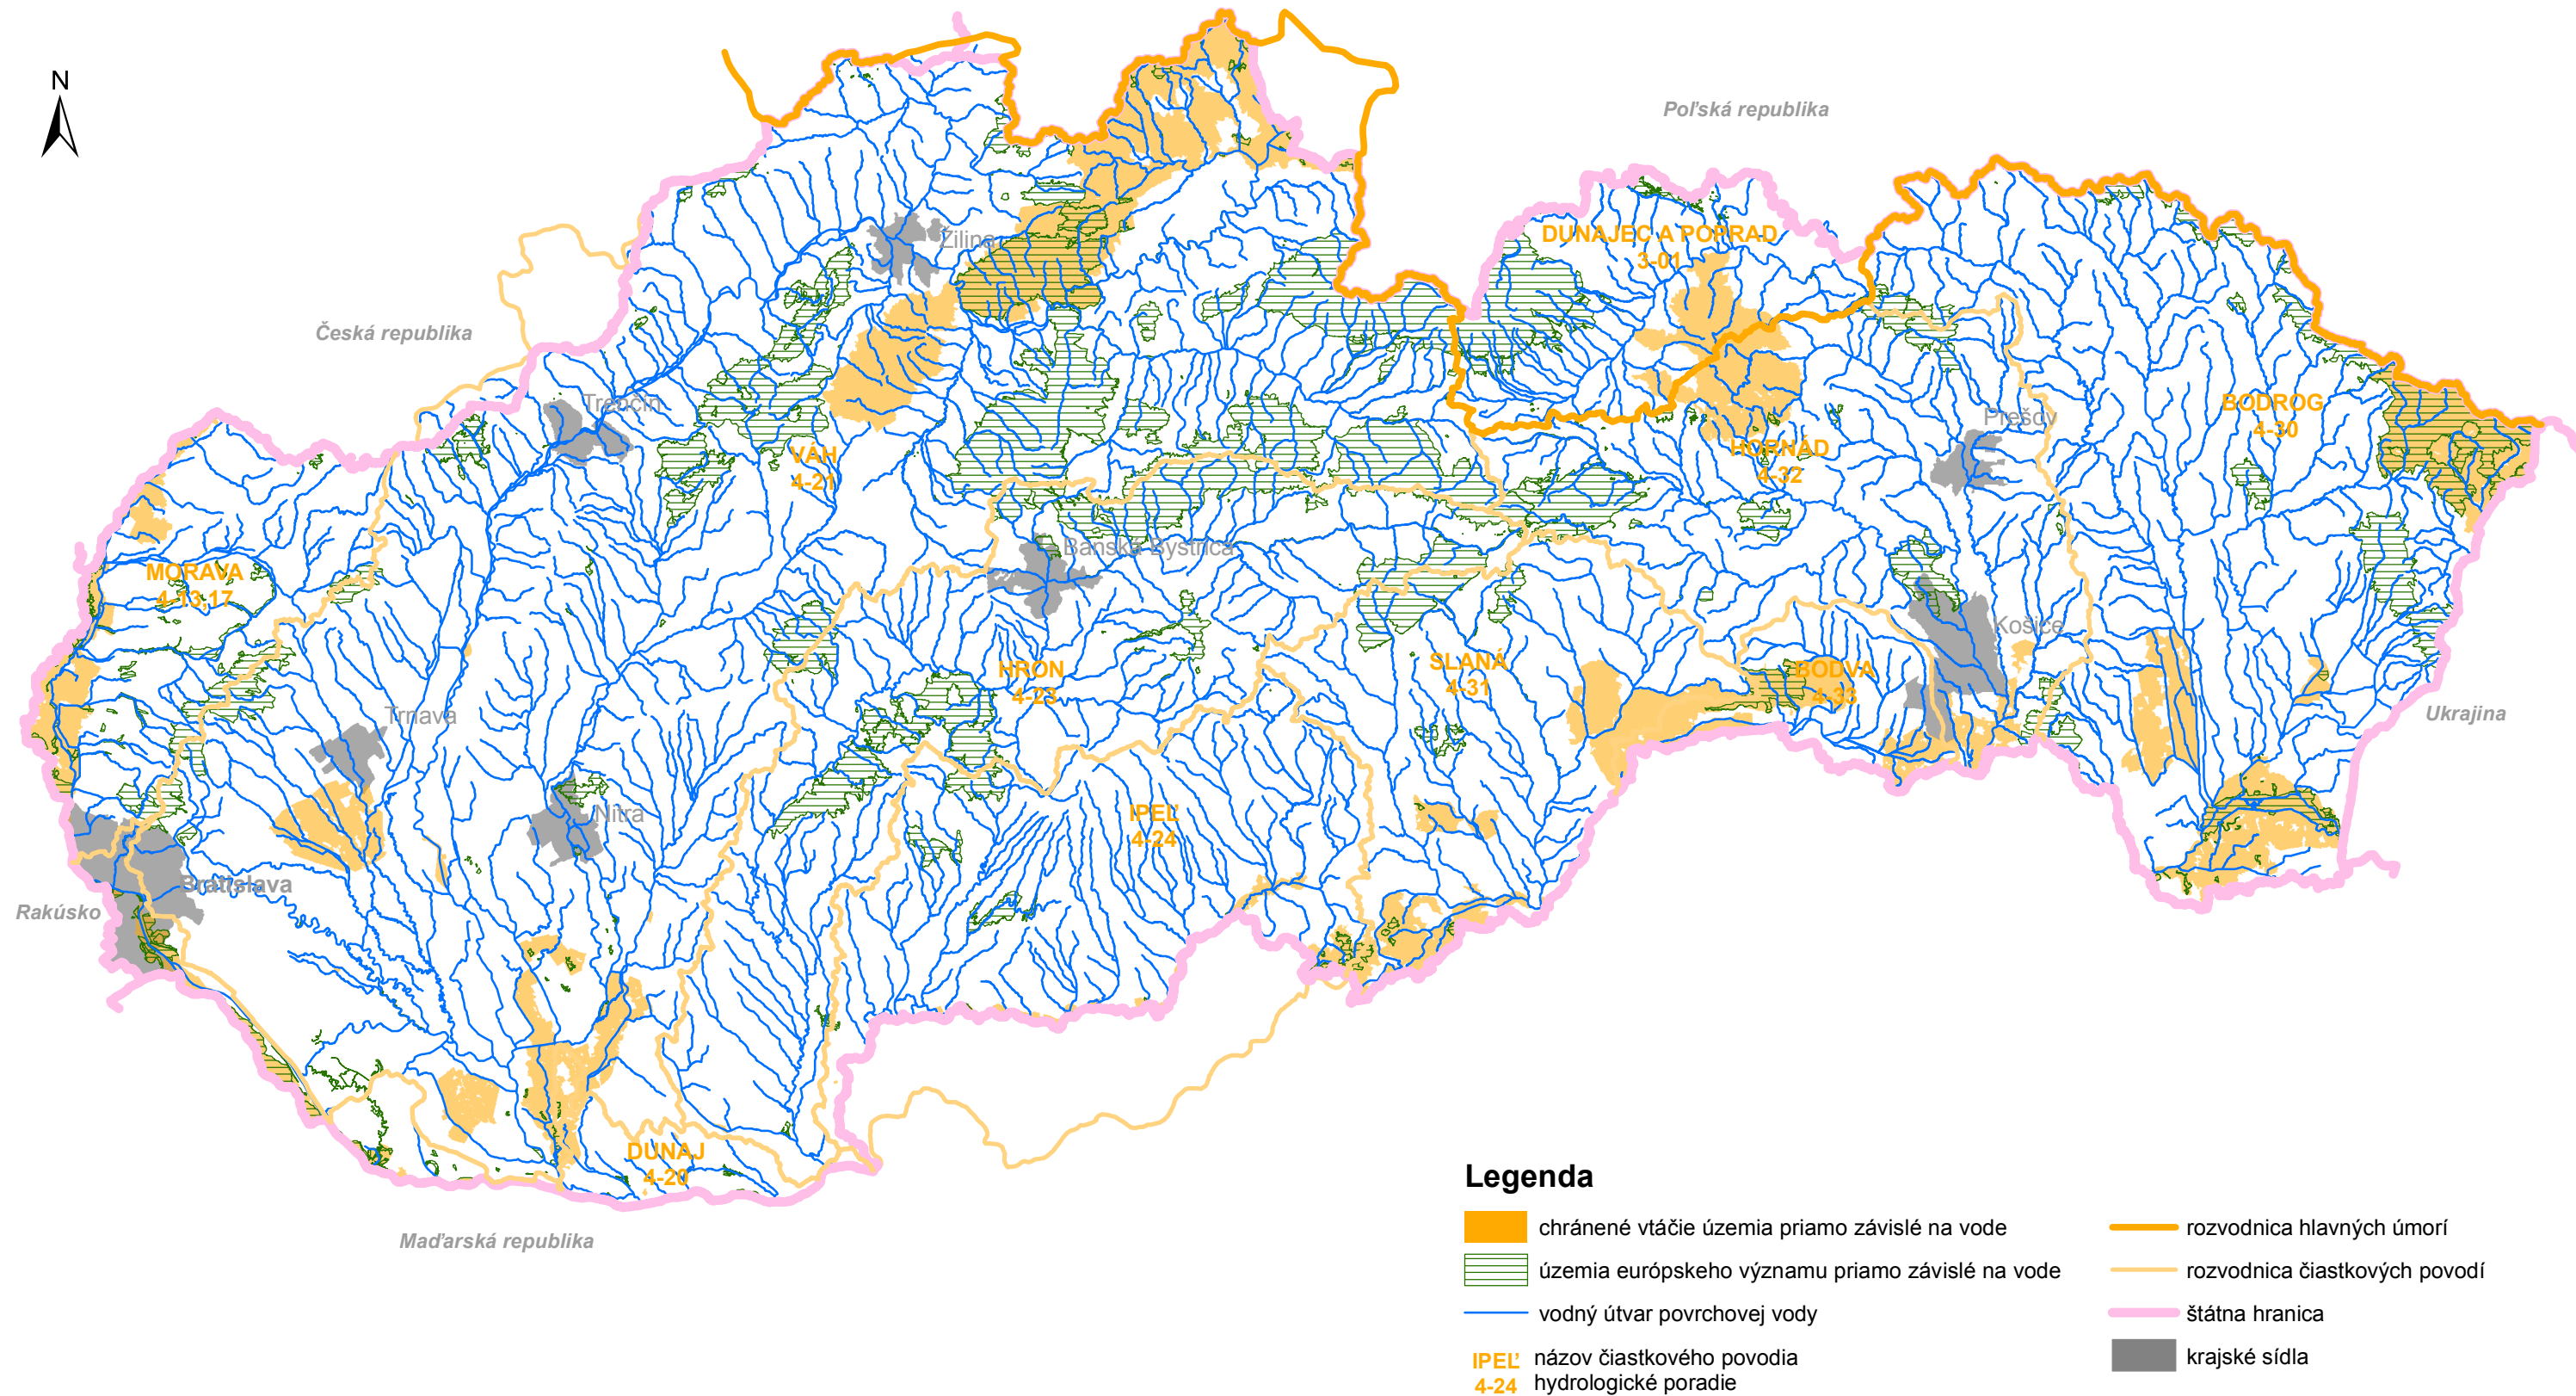 N
Poľská republika
DUNAJEC A POPRAD
3-01
Žilina
Česká republika
Trenčín
BODROG
4-30
Prešov
VÁH
4-21
HORNÁD
4-32
Banská Bystrica
MORAVA
4-13,17
Košice
HRON
4-23
SLANÁ
4-31
BODVA
4-33
Trnava
Ukrajina
Nitra
IPEĽ
4-24
Bratislava
Rakúsko
DUNAJ
4-20
Maďarská republika
Legenda
chránené vtáčie územia priamo závislé na vode
územia európskeho významu priamo závislé na vode
vodný útvar povrchovej vody
IPEĽ názov čiastkového povodia
4-24 hydrologické poradie
rozvodnica hlavných úmorí
rozvodnica čiastkových povodí
štátna hranica
krajské sídla